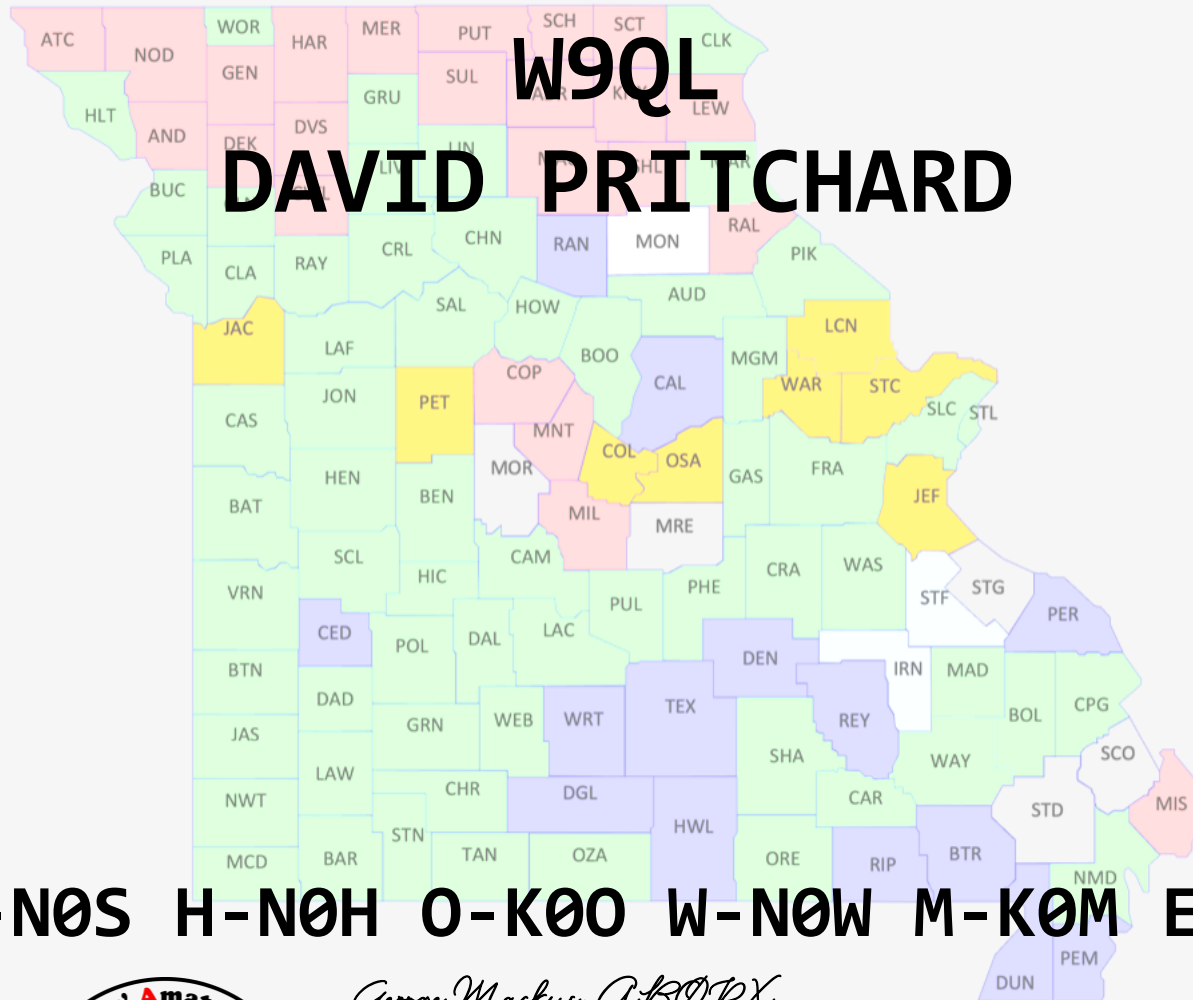 ATC NOD WOR HAR MER PUT SCH SCT CLK
GEN SUL
W9QL
HLT AND DEK DVS GRU LIN LEW
DAVID PRITCHARD
BUC LIV MAR
PLA CLA RAY CRL CHN RAN MON RAL PIK
JAC LAF SAL HOW AUD LCN
JON BOO MGM
CAS PET COP CAL WAR STC SLC STL
MNT
BAT HEN BEN MOR COL OSA GAS FRA JEF
MIL MRE
VRN SCL HIC CAM PUL PHE CRA WAS STF STG PER
CED POL DAL LAC DEN IRN MAD
BTN DAD
JAS GRN WEB WRT TEX REY BOL CPG
NWT LAW CHR DGL SHA WAY SCO
CAR STD MIS
STN HWL
MCD BAR TAN OZA ORE RIP BTR NMD
-N0S H-N0H O-K0O W-N0W M-K0M E
PEM
DUN